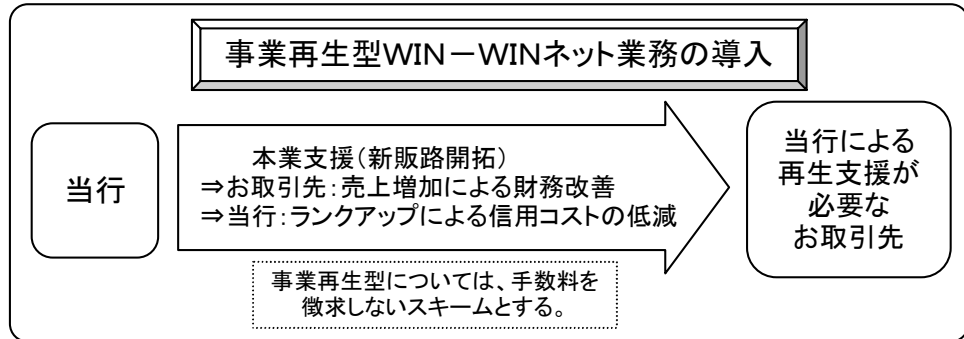 事業再生型WIN－WINネット業務の導入
当行
本業支援(新販路開拓)
⇒お取引先：売上増加による財務改善
⇒当行：ランクアップによる信用コストの低減
当行による
再生支援が
必要な
お取引先
事業再生型については、手数料を
徴求しないスキームとする。